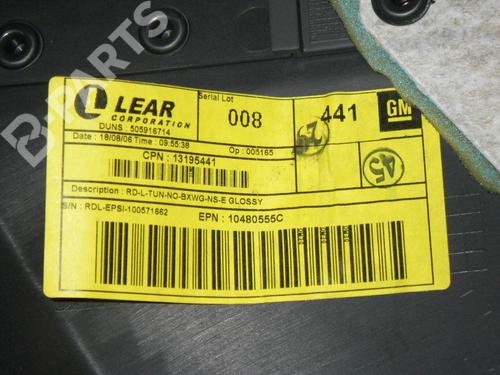 B-PARTS
L LEAR
CORPORATION
DUNS : 505916714
Date : 18/08/06 Time : 09:55:38
Serial Lot
008
441
GM
Op : 005165
CPN : 13195441
45
Description : RD-L-TUN-NO-BXWG-NS-E GLOSSY
S/N : RDL-EPSI-100571662
EPN : 10480555C